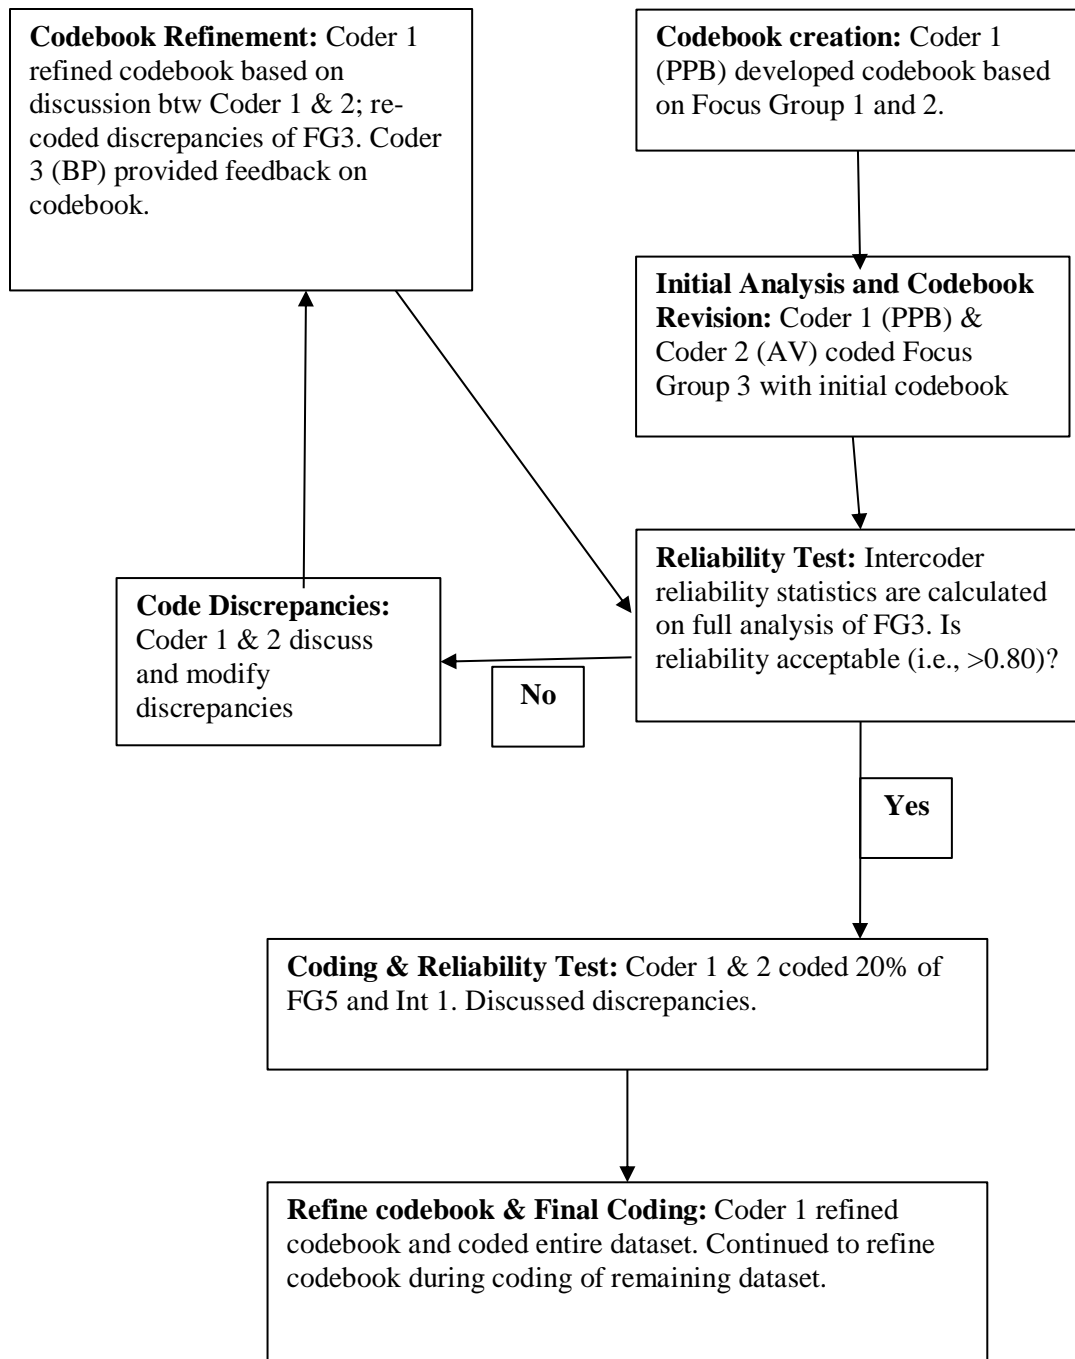 Codebook Refinement: Coder 1
refined codebook based on
discussion btw Coder 1 & 2; re-
coded discrepancies of FG3. Coder
3 (BP) provided feedback on
codebook.
Codebook creation: Coder 1
(PPB) developed codebook based
on Focus Group 1 and 2.
Initial Analysis and Codebook
Revision: Coder 1 (PPB) &
Coder 2 (AV) coded Focus
Group 3 with initial codebook
Reliability Test: Intercoder
reliability statistics are calculated
on full analysis of FG3. Is
reliability acceptable (i.e., >0.80)?
Code Discrepancies:
Coder 1 & 2 discuss
and modify
discrepancies
No
Yes
Coding & Reliability Test: Coder 1 & 2 coded 20% of
FG5 and Int 1. Discussed discrepancies.
Refine codebook & Final Coding: Coder 1 refined
codebook and coded entire dataset. Continued to refine
codebook during coding of remaining dataset.